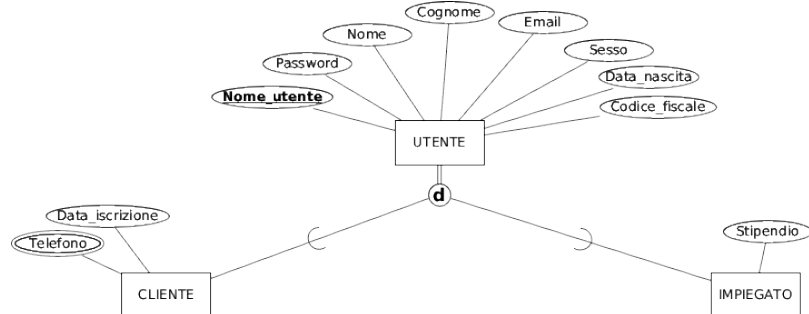 Cognome
Email
Nome
Sesso
Password
Data_nascita
Nome_utente
Codice_fiscale
UTENTE
d
Data_iscrizione
Stipendio
Telefono
CLIENTE
IMPIEGATO